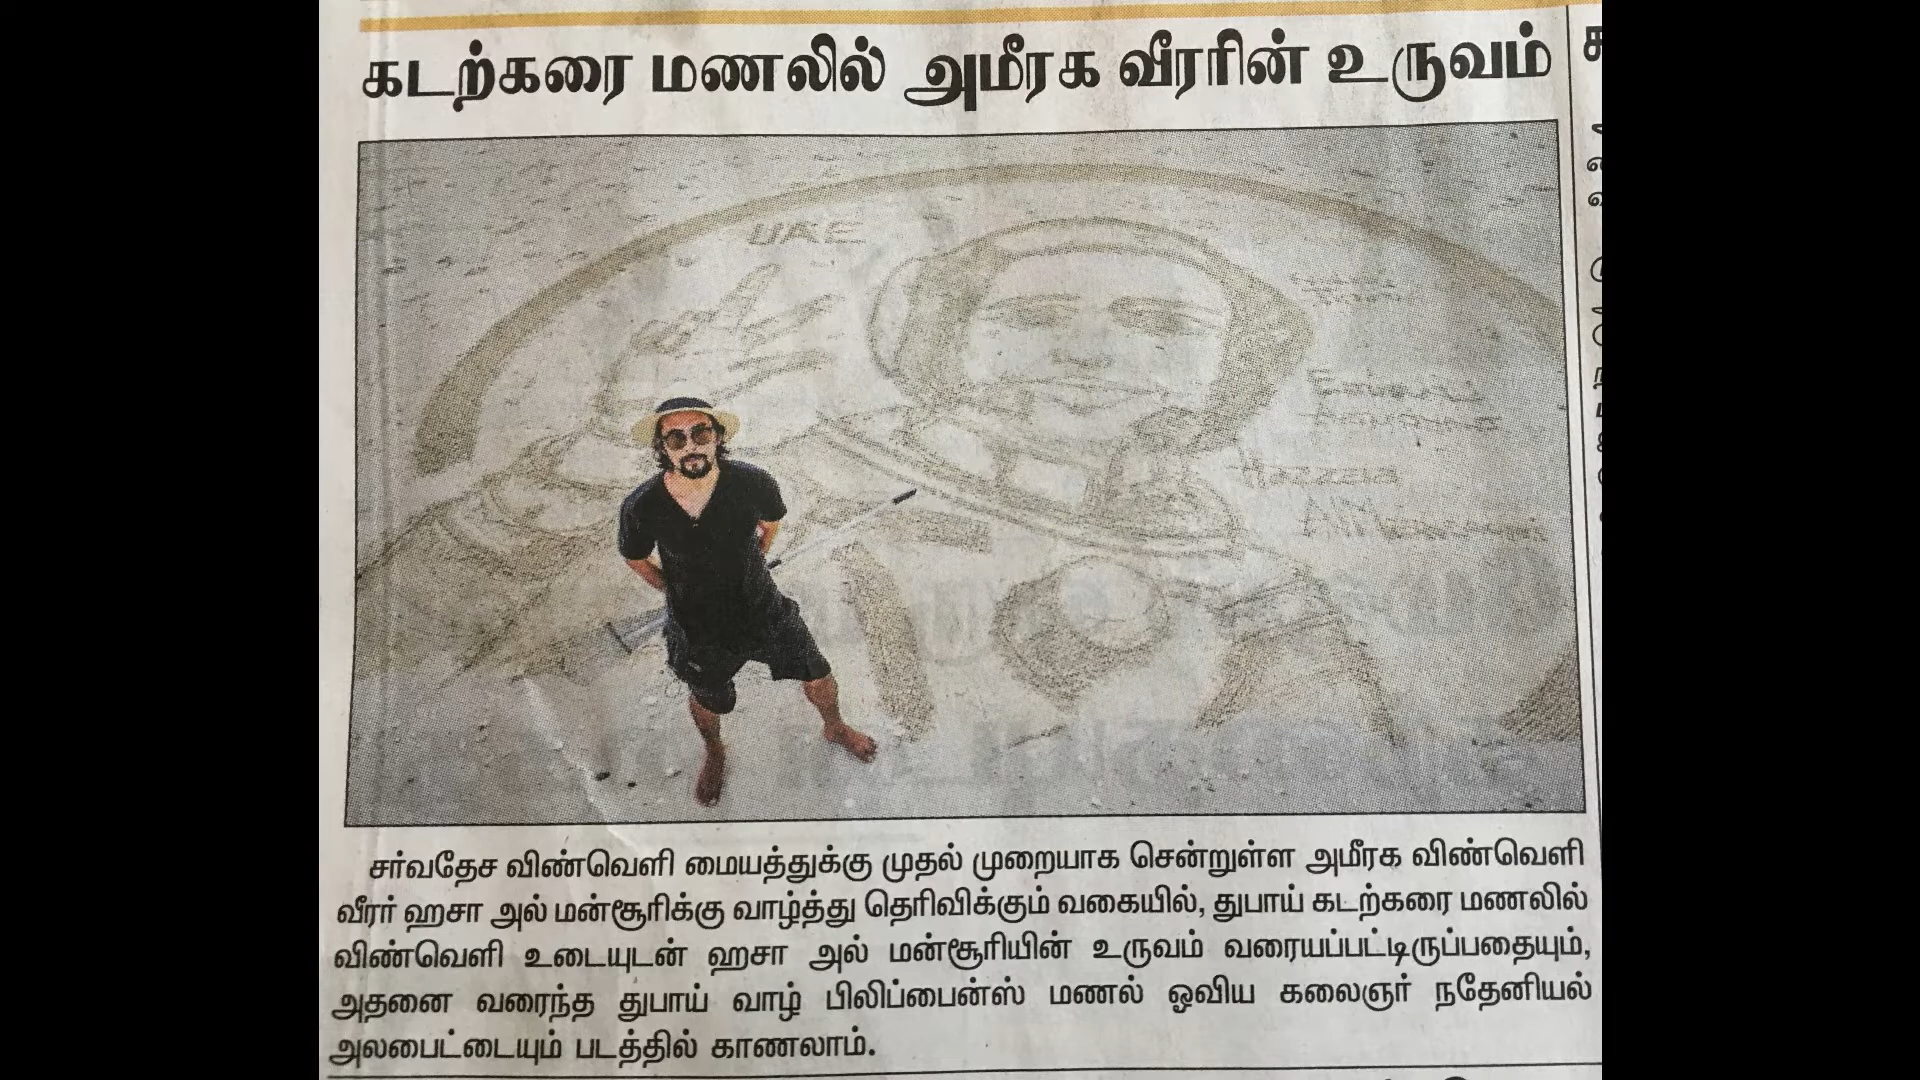 கடற்கரை மணலில் அமீரக வீரரின் உருவம்
UAE
Hazzaa
சர்வதேச விண்வெளி மையத்துக்கு முதல் முறையாக சென்றுள்ள அமீரக விண்வெளி
வீரர் ஹசா அல் மன்சூரிக்கு வாழ்த்து தெரிவிக்கும் வகையில், துபாய் கடற்கரை மணலில்
விண்வெளி உடையுடன் ஹசா அல் மன்சூரியின் உருவம் வரையப்பட்டிருப்பதையும்,
அதனை வரைந்த துபாய் வாழ் பிலிப்பைன்ஸ் மணல் ஓவிய கலைஞர் நதேனியல்
அலபைட்டையும் படத்தில் காணலாம்.